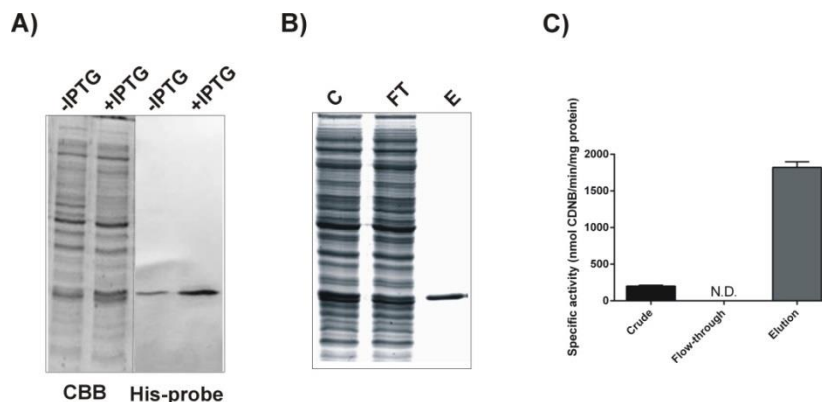 A)
-IPTG +IPTG -IPTG +IPTG
CBB His-probe
B)
C FT E
C)
Specific activity (nmol CDNB/min/mg protein)
2000
1500
1000
500
0
N.D.
Crude
Flow-through
Elution